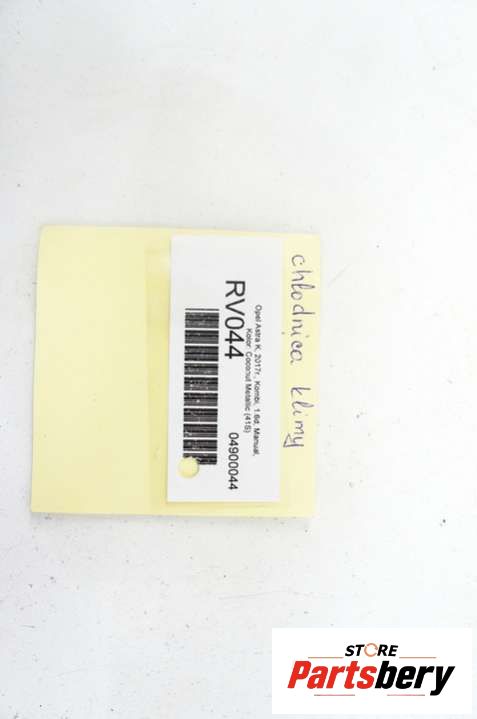 chłodnica klimy
Opel Astra K, 2017r., Kombi, 1.6d, Manual,
Kolor: Coconut Metallic (41S)
RV044
04900044
STORE
Partsbery